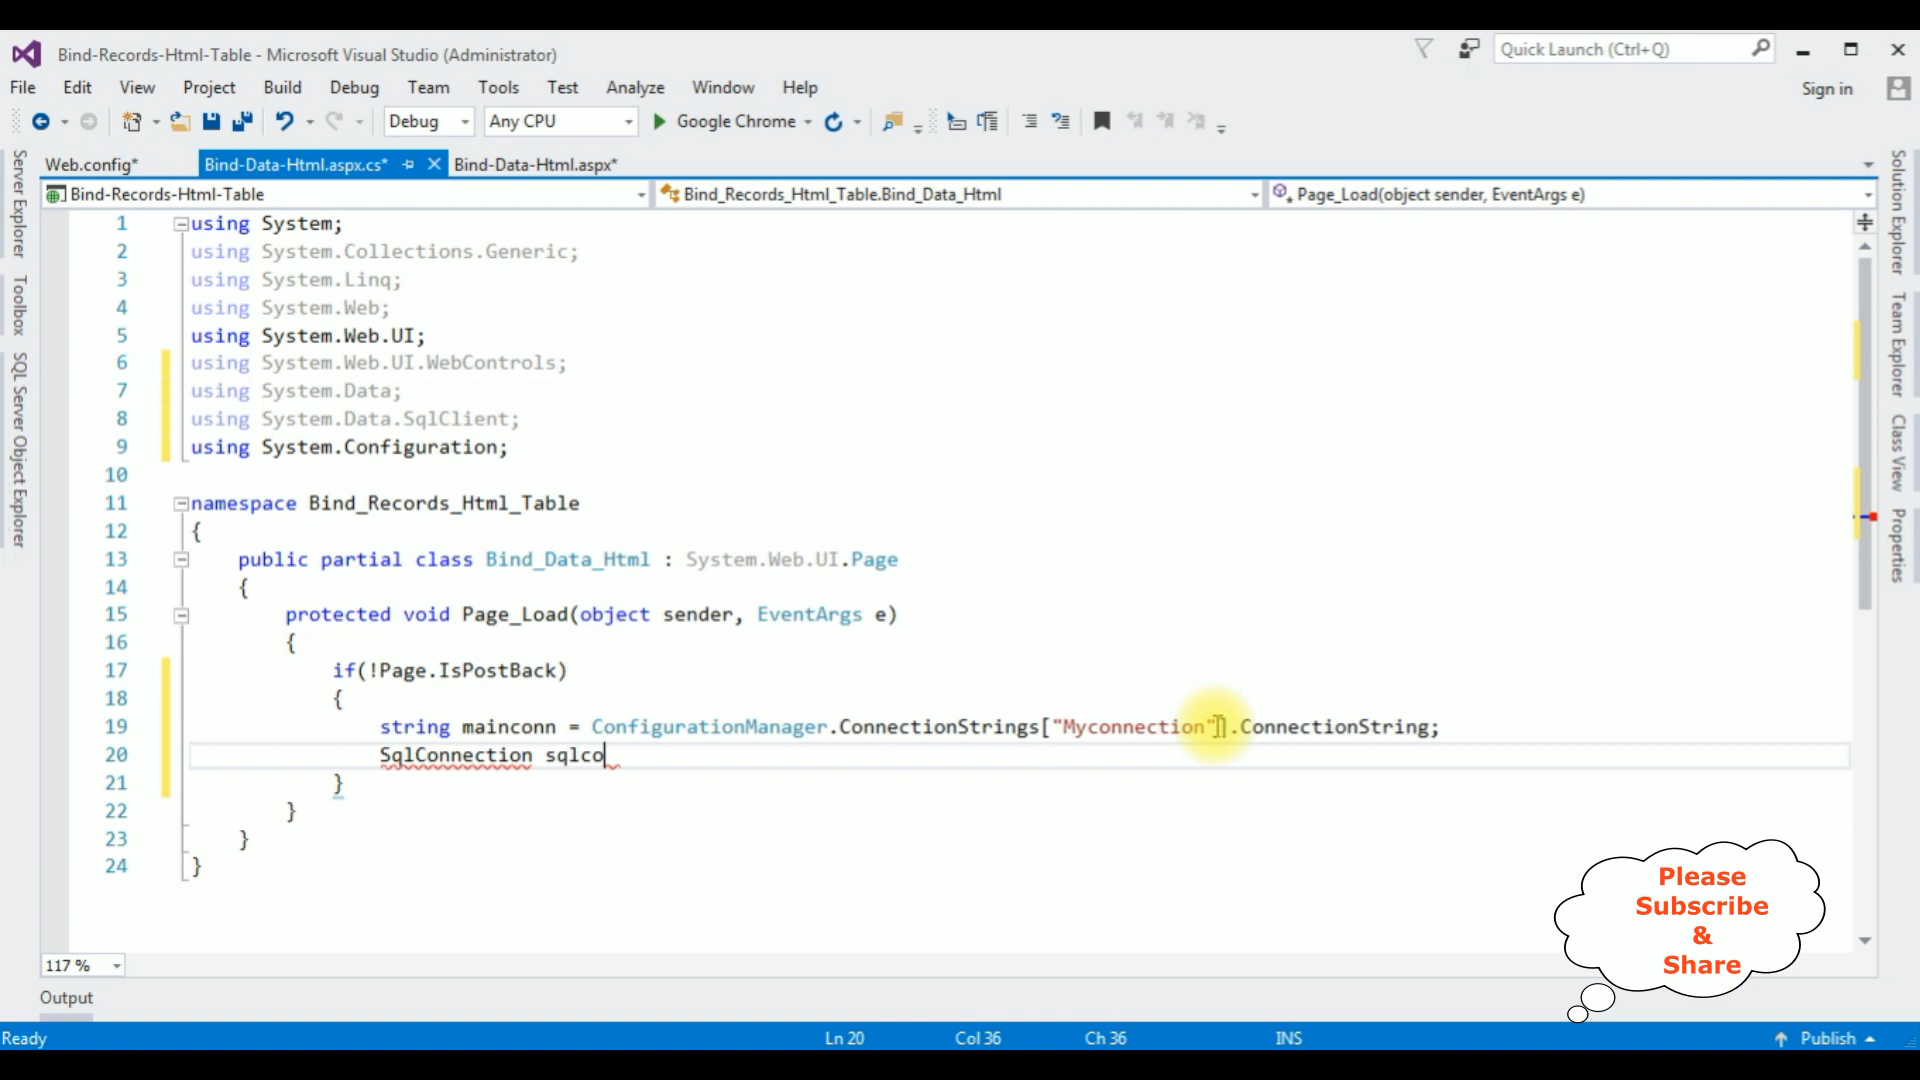 Bind-Records-Html-Table - Microsoft Visual Studio (Administrator)
Quick Launch (Ctrl+Q)
File Edit View Project Build Debug Team Tools Test Analyze Window Help
Sign in
Debug Any CPU Google Chrome
Web.config* Bind-Data-Html.aspx.cs* Bind-Data-Html.aspx*
Bind-Records-Html-Table Bind_Records_Html_Table.Bind_Data_Html Page_Load(object sender, EventArgs e)
Server Explorer
Toolbox
SQL Server Object Explorer
1 using System;
2 using System.Collections.Generic;
3 using System.Linq;
4 using System.Web;
5 using System.Web.UI;
6 using System.Web.UI.WebControls;
7 using System.Data;
8 using System.Data.SqlClient;
9 using System.Configuration;
10
11 namespace Bind_Records_Html_Table
12 {
13 public partial class Bind_Data_Html : System.Web.UI.Page
14 {
15 protected void Page_Load(object sender, EventArgs e)
16 {
17 if(!Page.IsPostBack)
18 {
19 string mainconn = ConfigurationManager.ConnectionStrings["Myconnection"].ConnectionString;
20 SqlConnection sqlco
21 }
22 }
23 }
24 }
Solution Explorer
Team Explorer
Class View
Properties
Please
Subscribe
&
Share
117 %
Output
Ready Ln 20 Col 36 Ch 36 INS Publish